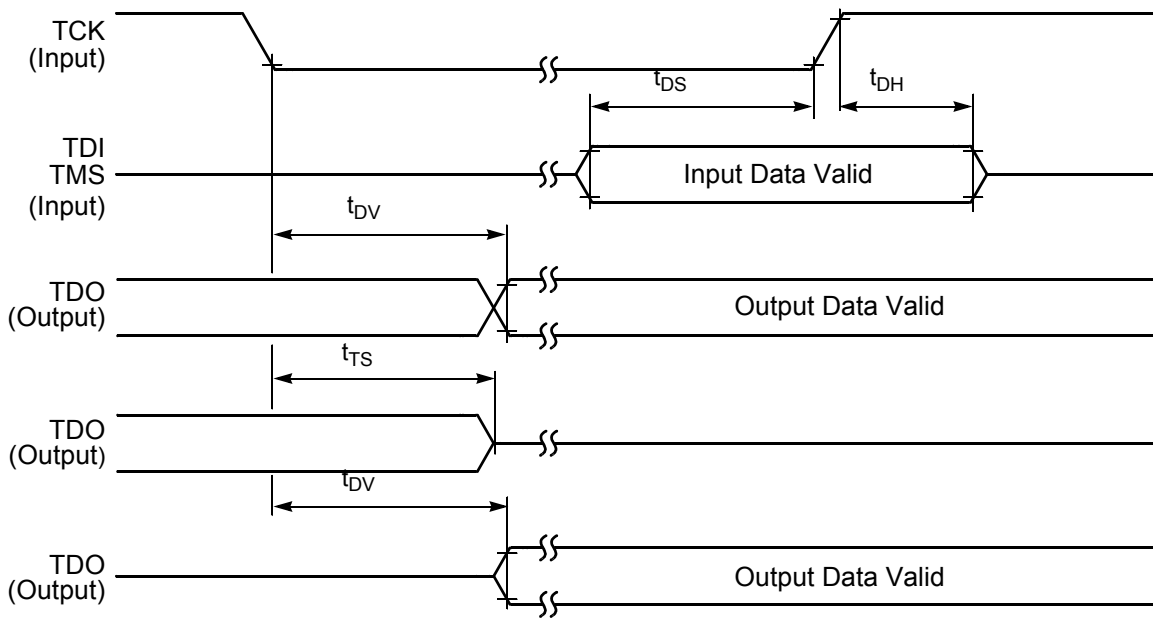 TCK
(Input)
tDS
tDH
TDI
TMS
(Input)
Input Data Valid
tDV
TDO
(Output)
Output Data Valid
tTS
TDO
(Output)
tDV
TDO
(Output)
Output Data Valid